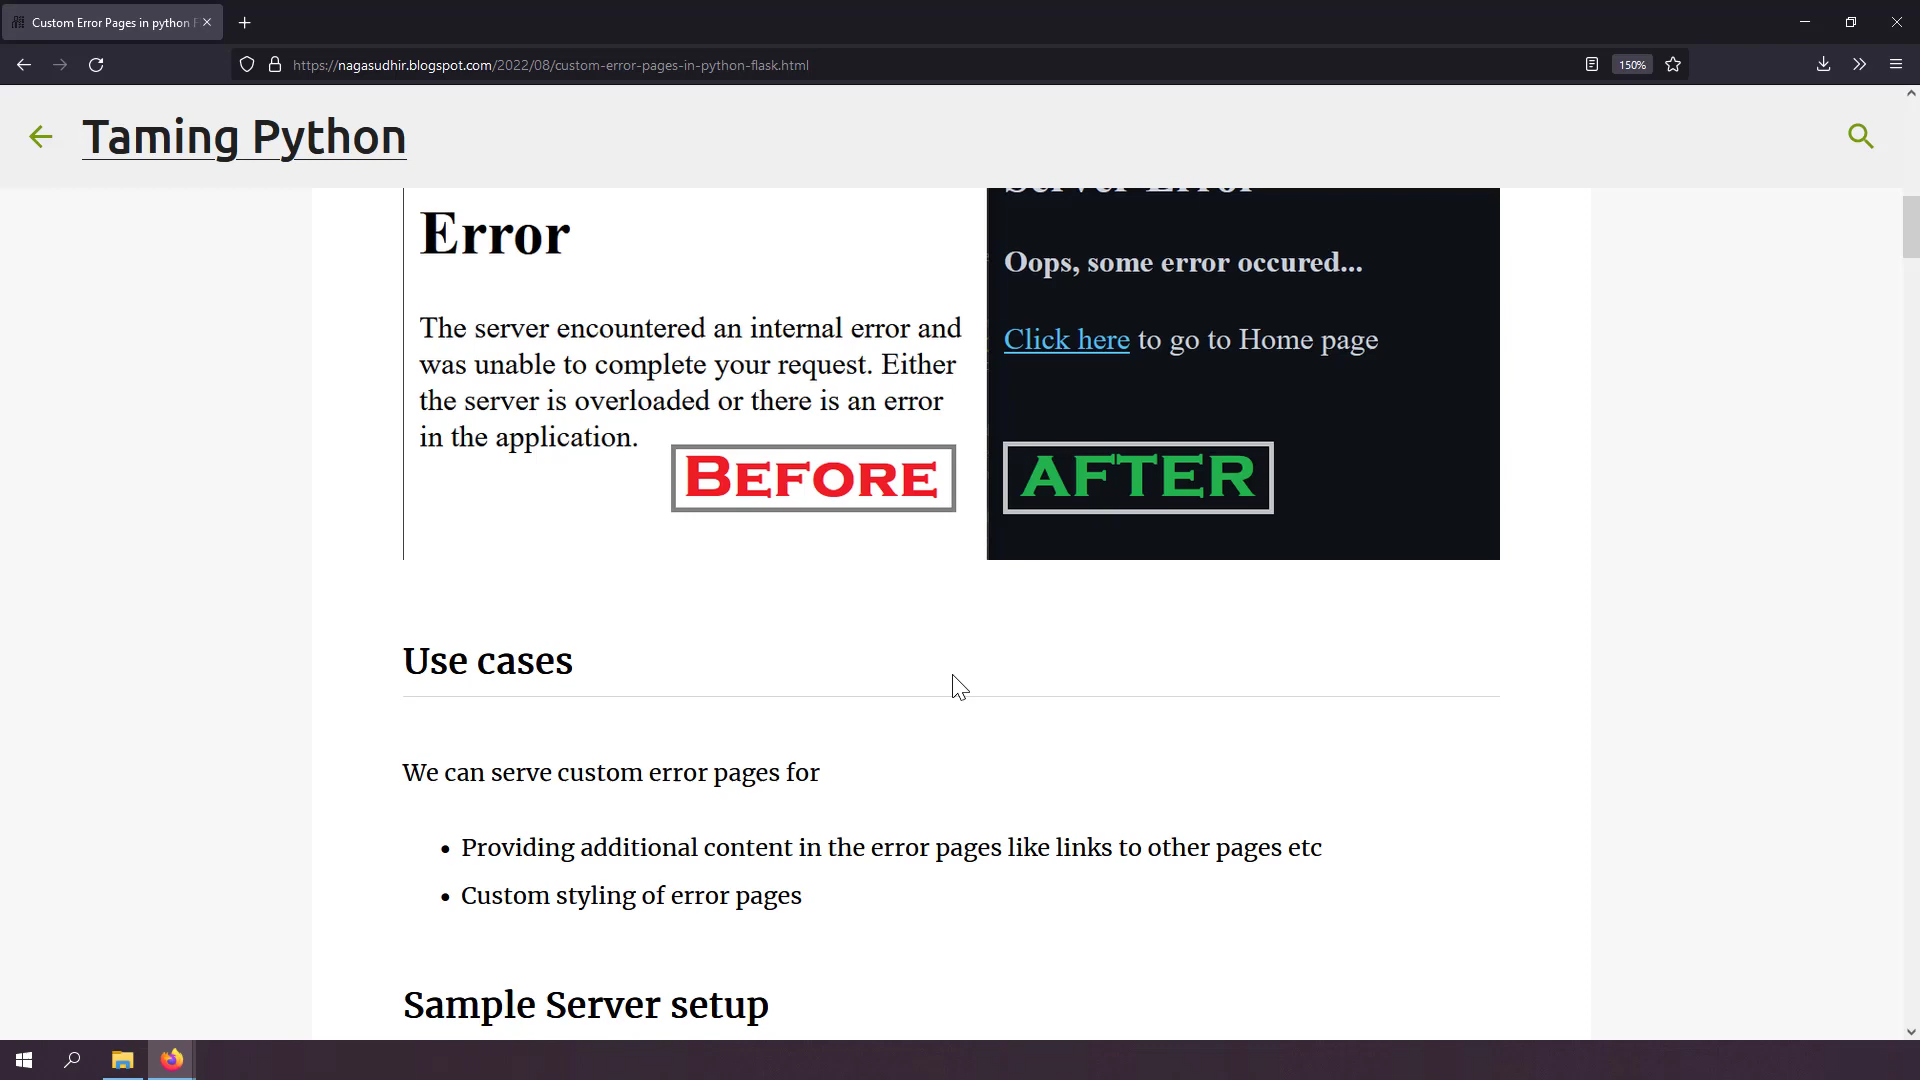 Custom Error Pages in python
https://nagasudhir.blogspot.com/2022/08/custom-error-pages-in-python-flask.html
150%
Taming Python
Error
The server encountered an internal error and
was unable to complete your request. Either
the server is overloaded or there is an error
in the application.
BEFORE
Server Error
Oops, some error occured...
Click here to go to Home page
AFTER
Use cases
We can serve custom error pages for
• Providing additional content in the error pages like links to other pages etc
• Custom styling of error pages
Sample Server setup